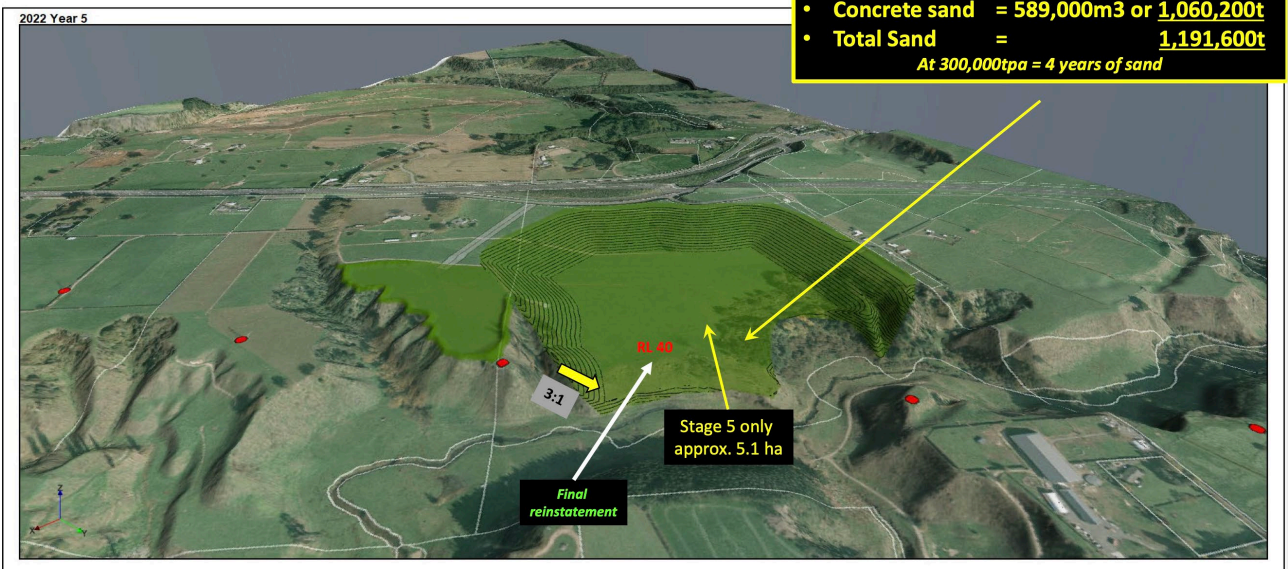 2022 Year 5
• Concrete sand = 589,000m3 or 1,060,200t
• Total Sand = 1,191,600t
At 300,000tpa = 4 years of sand
RL 40
3:1
Stage 5 only
approx. 5.1 ha
Final
reinstatement
Z
X
Y